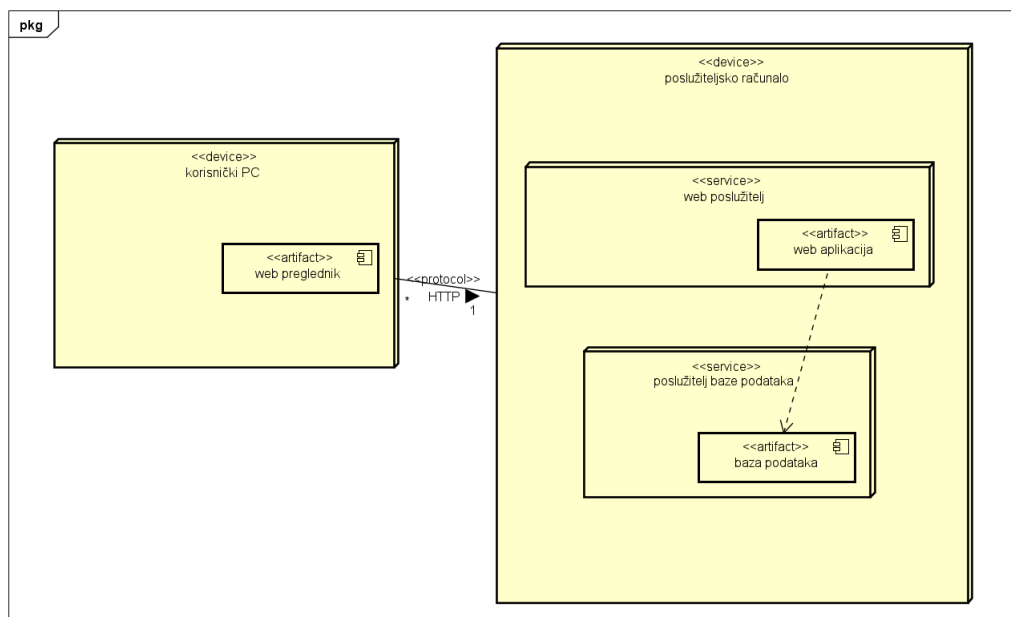 pkg
<<device>>
korisnički PC
<<artifact>>
web preglednik
<<protocol>>
* HTTP
1
<<device>>
poslužiteljsko računalo
<<service>>
web poslužitelj
<<artifact>>
web aplikacija
<<service>>
poslužitelj baze podataka
<<artifact>>
baza podataka